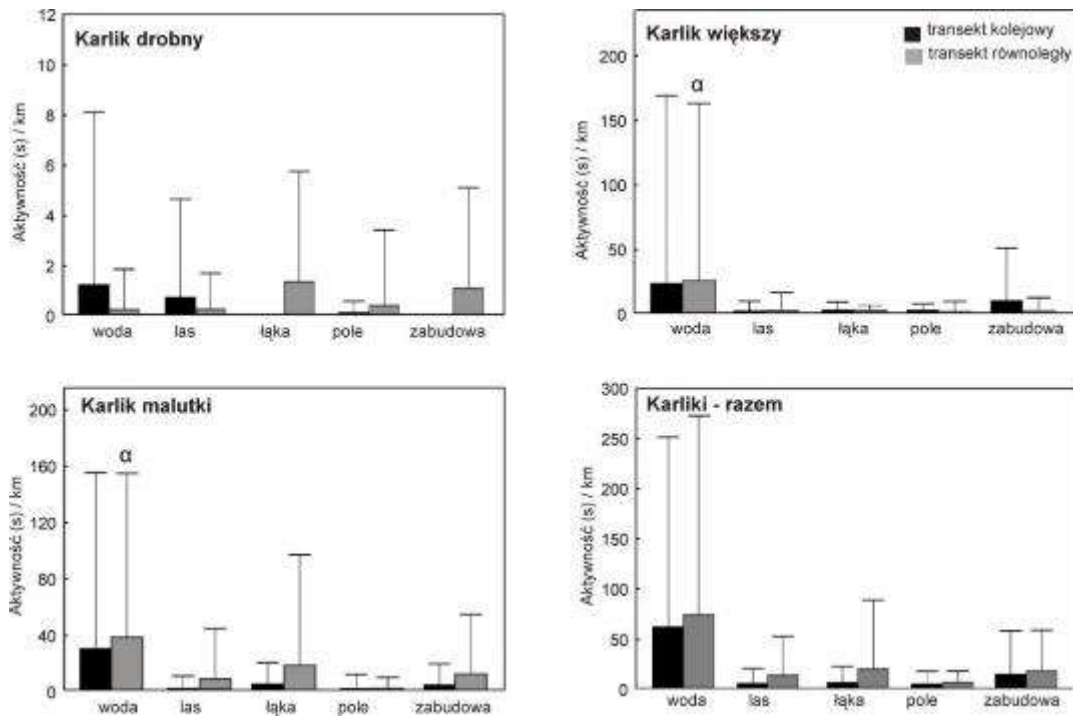 Karlik drobny
Aktywność (s) / km
12
10
8
6
4
2
0
woda las łąka pole zabudowa
Karlik większy
transekt kolejowy
transekt równoległy
α
Aktywność (s) / km
200
150
100
50
0
woda las łąka pole zabudowa
Karlik malutki
α
Aktywność (s) / km
200
160
120
80
40
0
woda las łąka pole zabudowa
Karliki - razem
Aktywność (s) / km
300
250
200
150
100
50
0
woda las łąka pole zabudowa